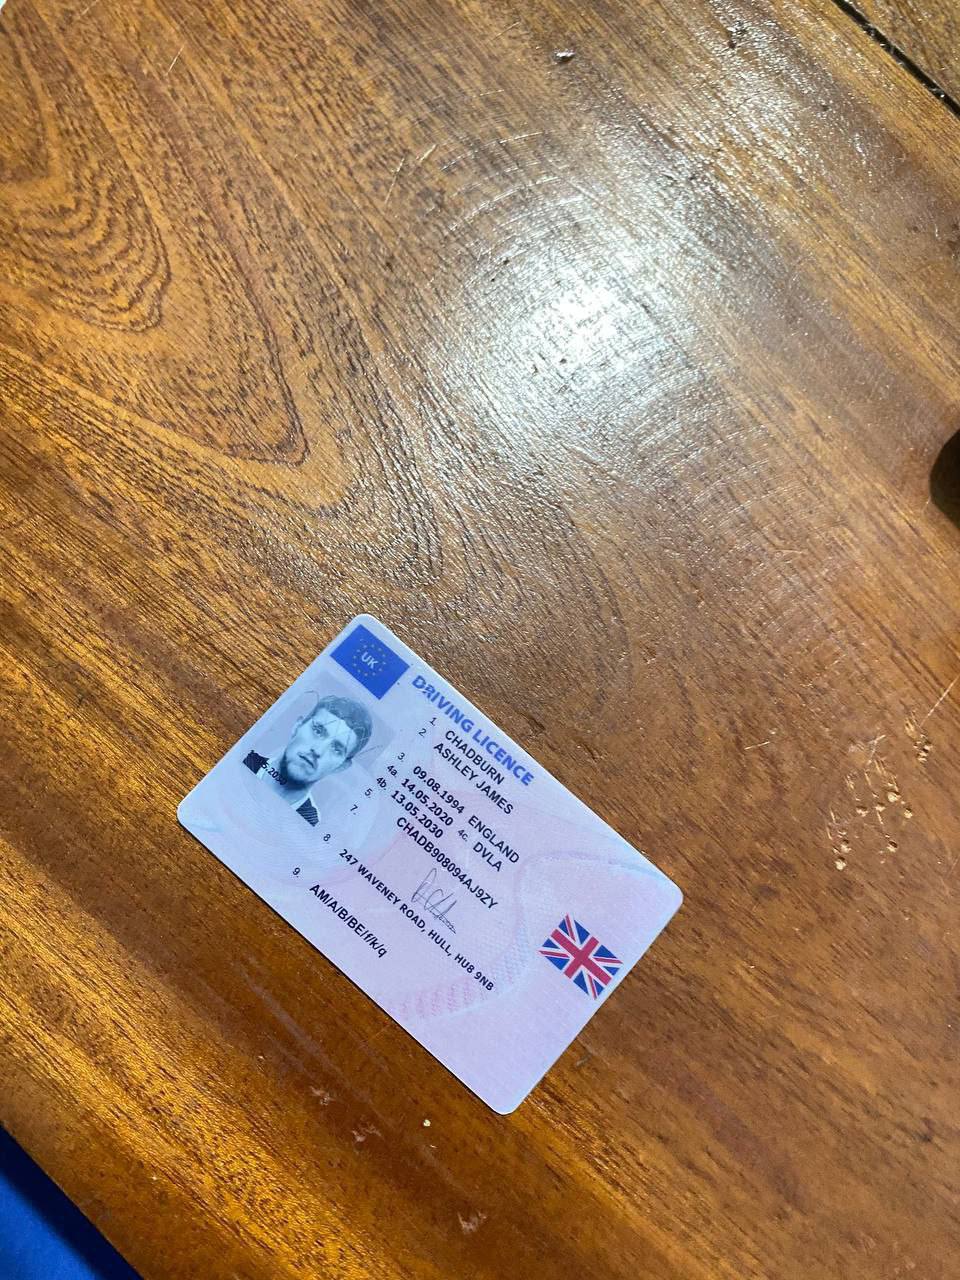 UK
DRIVING LICENCE
1. CHADBURN
2. ASHLEY JAMES
3. 09.08.1994 ENGLAND
4a. 14.05.2020 4c. DVLA
4b. 13.05.2030
5. CHADB908094AJ9ZY
7.
8. 247 WAVENEY ROAD, HULL, HU8 9NB
9. AM/A/B/BE/f/k/q